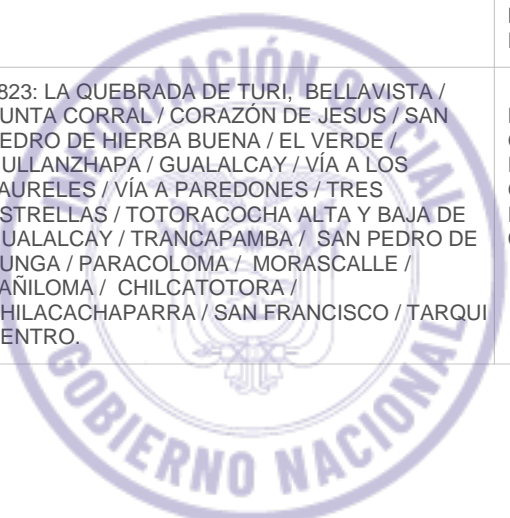 823: LA QUEBRADA DE TURI, BELLAVISTA /
UNTA CORRAL / CORAZÓN DE JESUS / SAN
EDRO DE HIERBA BUENA / EL VERDE /
ULLANZHAPA / GUALALCAY / VÍA A LOS
AURELES / VÍA A PAREDONES / TRES
STRELLAS / TOTORACOCHA ALTA Y BAJA DE
UALALCAY / TRANCAPAMBA / SAN PEDRO DE
UNGA / PARACOLOMA / MORASCALLE /
AÑILOMA / CHILCATOTORA /
HILACACHAPARRA / SAN FRANCISCO / TARQUI
ENTRO.
INFORMACIÓN OFICIAL
GOBIERNO NACIONAL